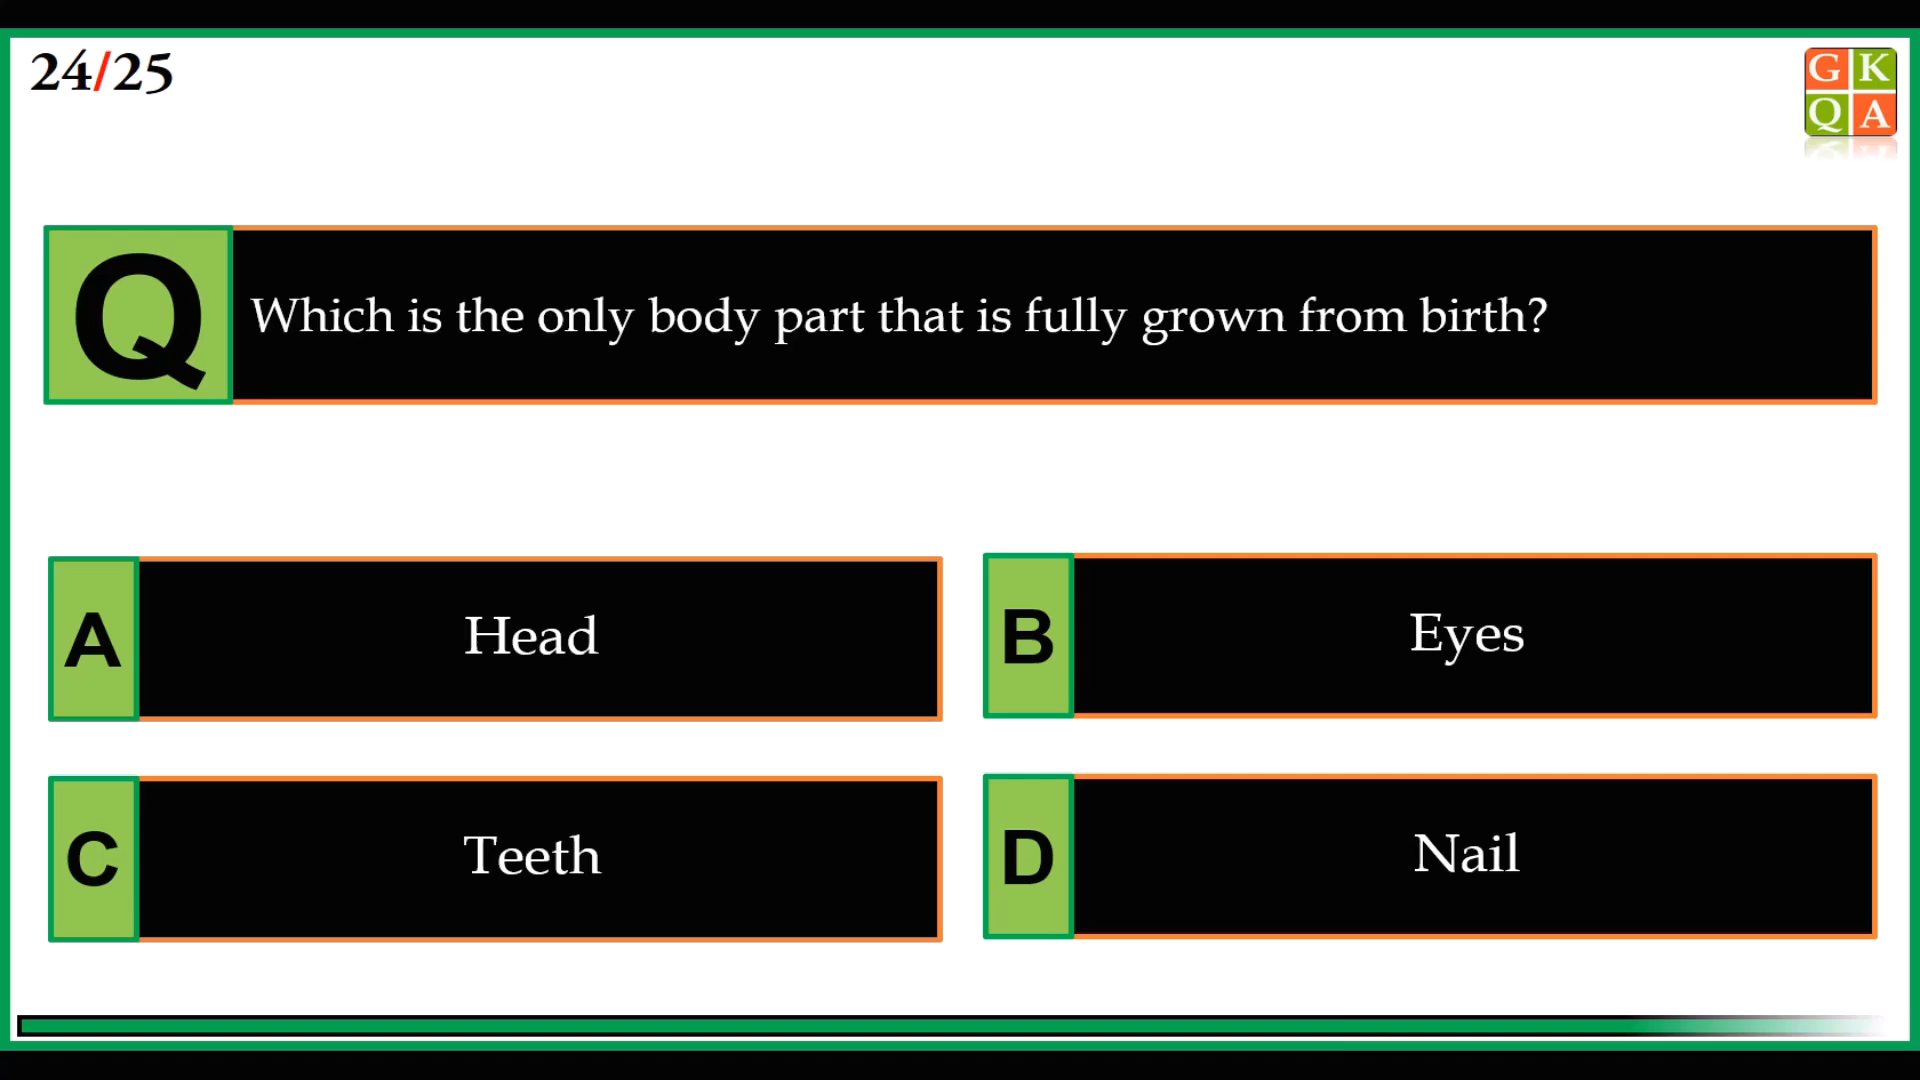 24/25
G K
Q A
Q Which is the only body part that is fully grown from birth?
A Head
B Eyes
C Teeth
D Nail